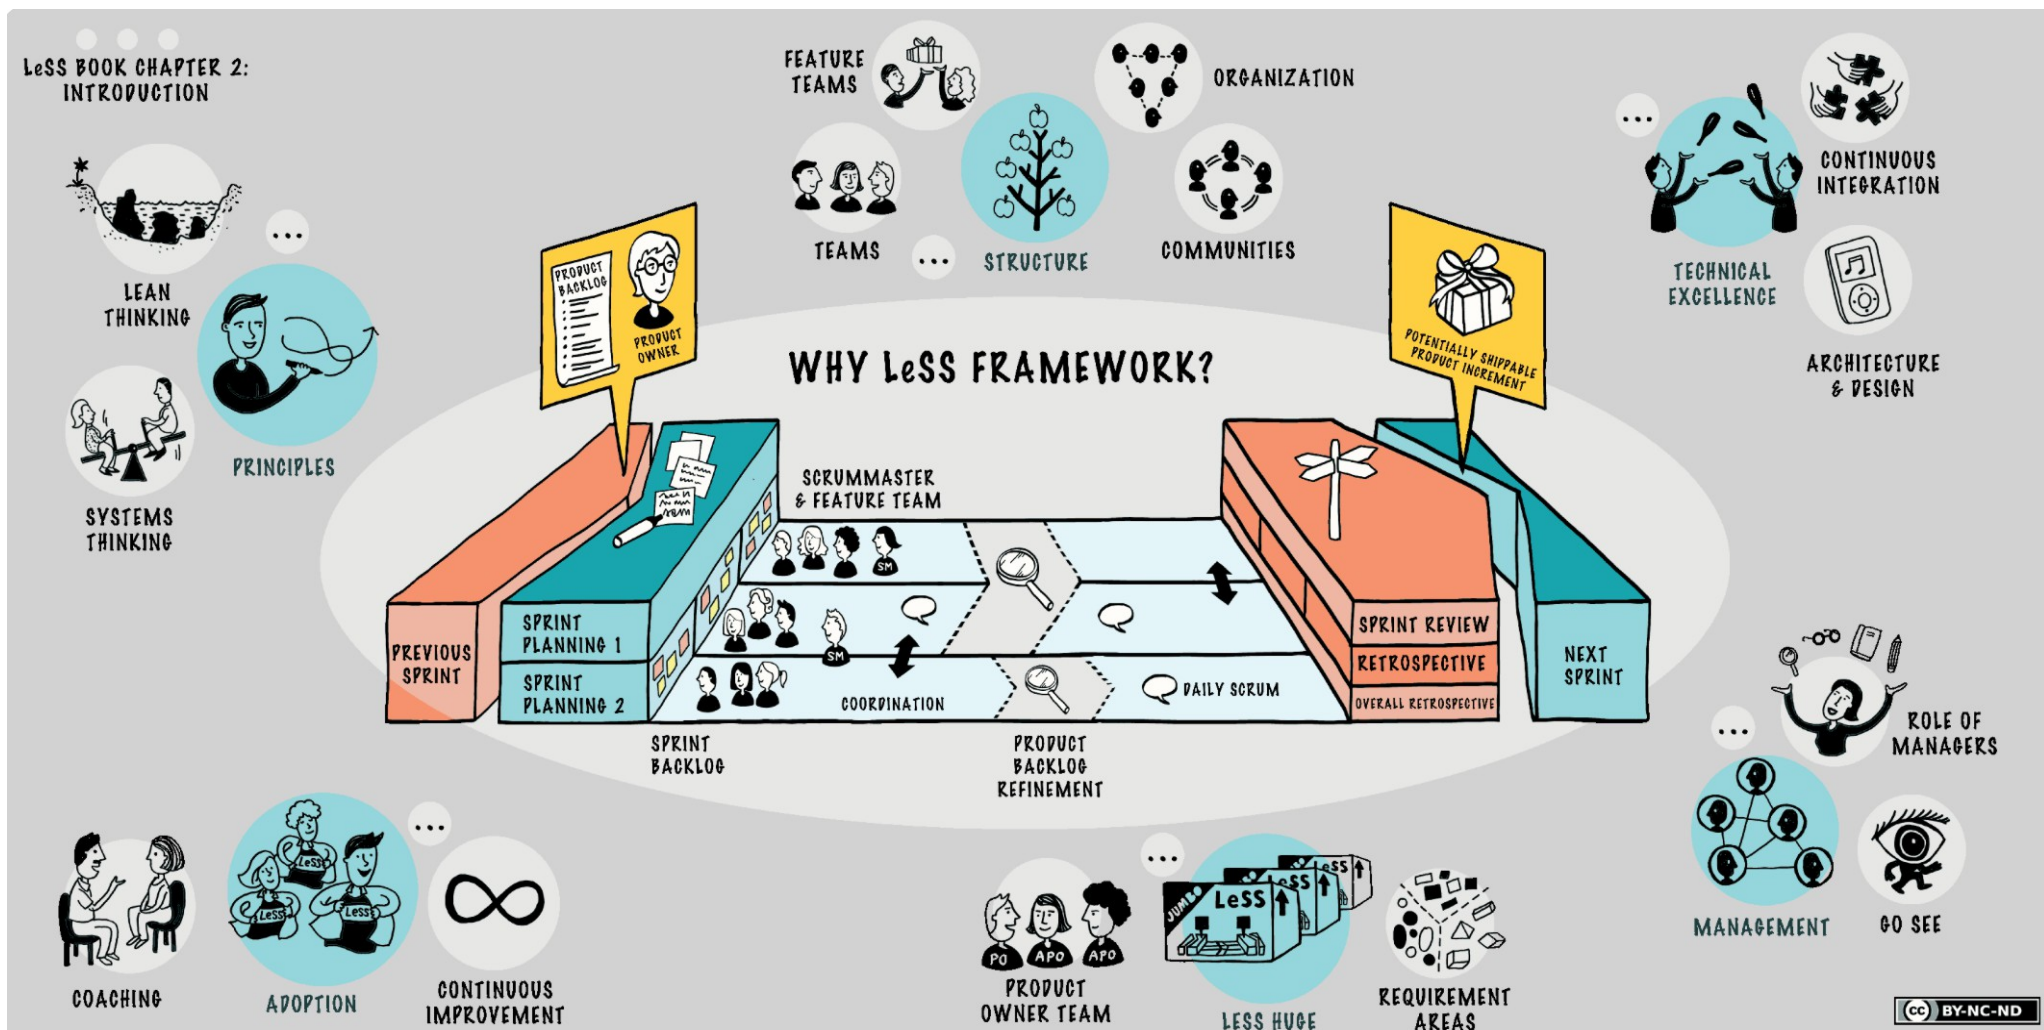 LeSS BOOK CHAPTER 2:
INTRODUCTION
LEAN
THINKING
PRINCIPLES
SYSTEMS
THINKING
FEATURE
TEAMS
ORGANIZATION
TEAMS
STRUCTURE
COMMUNITIES
CONTINUOUS
INTEGRATION
TECHNICAL
EXCELLENCE
ARCHITECTURE
& DESIGN
PRODUCT
BACKLOG
PRODUCT
OWNER
WHY LeSS FRAMEWORK?
POTENTIALLY SHIPPABLE
PRODUCT INCREMENT
SCRUMMASTER
& FEATURE TEAM
SM
SM
PREVIOUS
SPRINT
SPRINT
PLANNING 1
SPRINT
PLANNING 2
COORDINATION
DAILY SCRUM
SPRINT REVIEW
RETROSPECTIVE
OVERALL RETROSPECTIVE
NEXT
SPRINT
SPRINT
BACKLOG
PRODUCT
BACKLOG
REFINEMENT
ROLE OF
MANAGERS
MANAGEMENT
GO SEE
COACHING
LeSS
LeSS
LeSS
ADOPTION
CONTINUOUS
IMPROVEMENT
PO
APO
APO
PRODUCT
OWNER TEAM
JUMBO
LeSS
LeSS
LeSS
LESS HUGE
REQUIREMENT
AREAS
cc BY-NC-ND